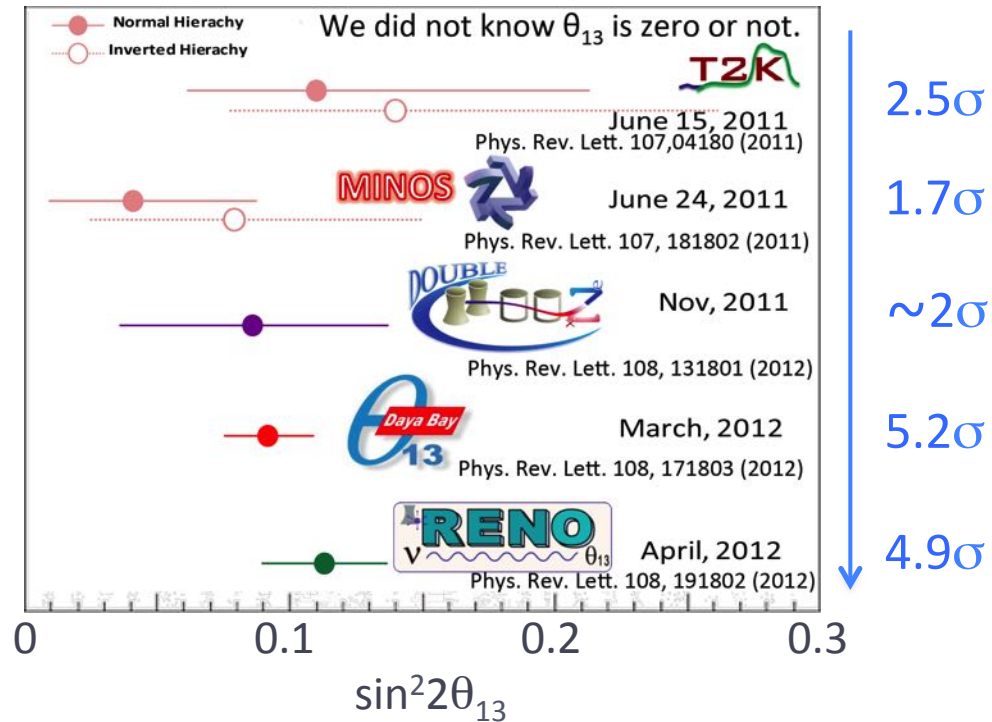 We did not know θ₁₃ is zero or not.
Normal Hierachy
Inverted Hierachy
T2K
June 15, 2011
Phys. Rev. Lett. 107,04180 (2011)
2.5σ
MINOS
June 24, 2011
Phys. Rev. Lett. 107, 181802 (2011)
1.7σ
DOUBLE
Nov, 2011
Phys. Rev. Lett. 108, 131801 (2012)
~2σ
θ
Daya Bay
13
March, 2012
Phys. Rev. Lett. 108, 171803 (2012)
5.2σ
RENO
ν θ₁₃
April, 2012
Phys. Rev. Lett. 108, 191802 (2012)
4.9σ
0 0.1 0.2 0.3
sin²2θ₁₃